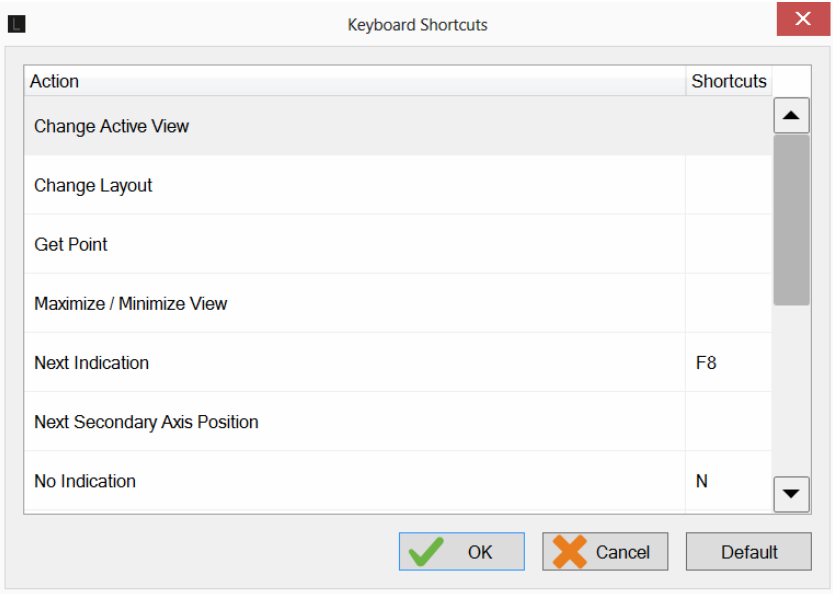 L
Keyboard Shortcuts
Action Shortcuts
Change Active View
Change Layout
Get Point
Maximize / Minimize View
Next Indication F8
Next Secondary Axis Position
No Indication N
OK Cancel Default